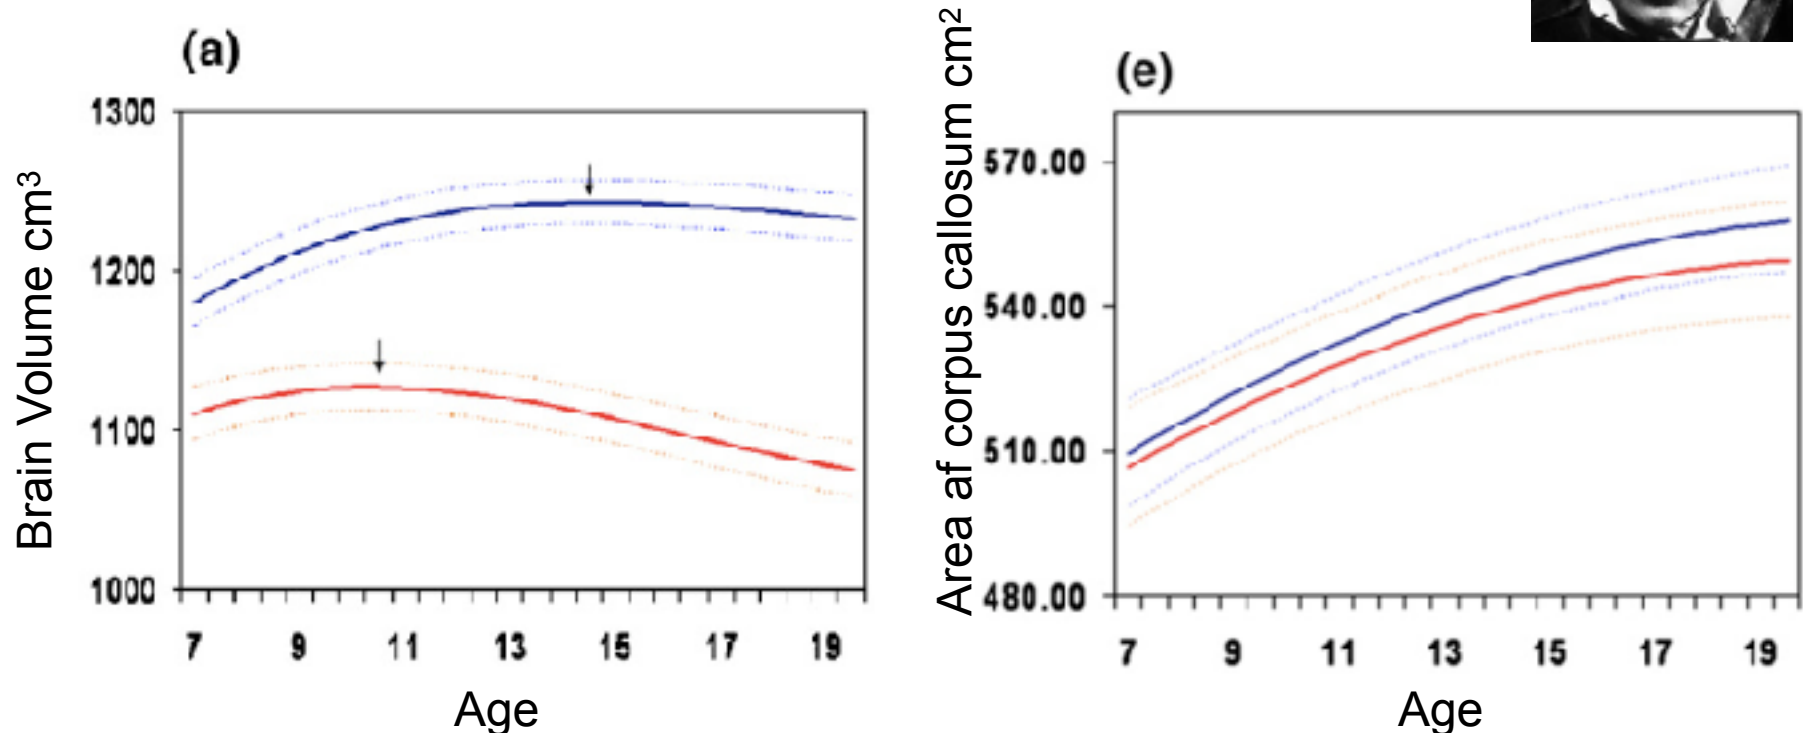 (a)
Brain Volume cm³
1300
1200
1100
1000
7 9 11 13 15 17 19
Age
(e)
Area af corpus callosum cm²
570.00
540.00
510.00
480.00
7 9 11 13 15 17 19
Age